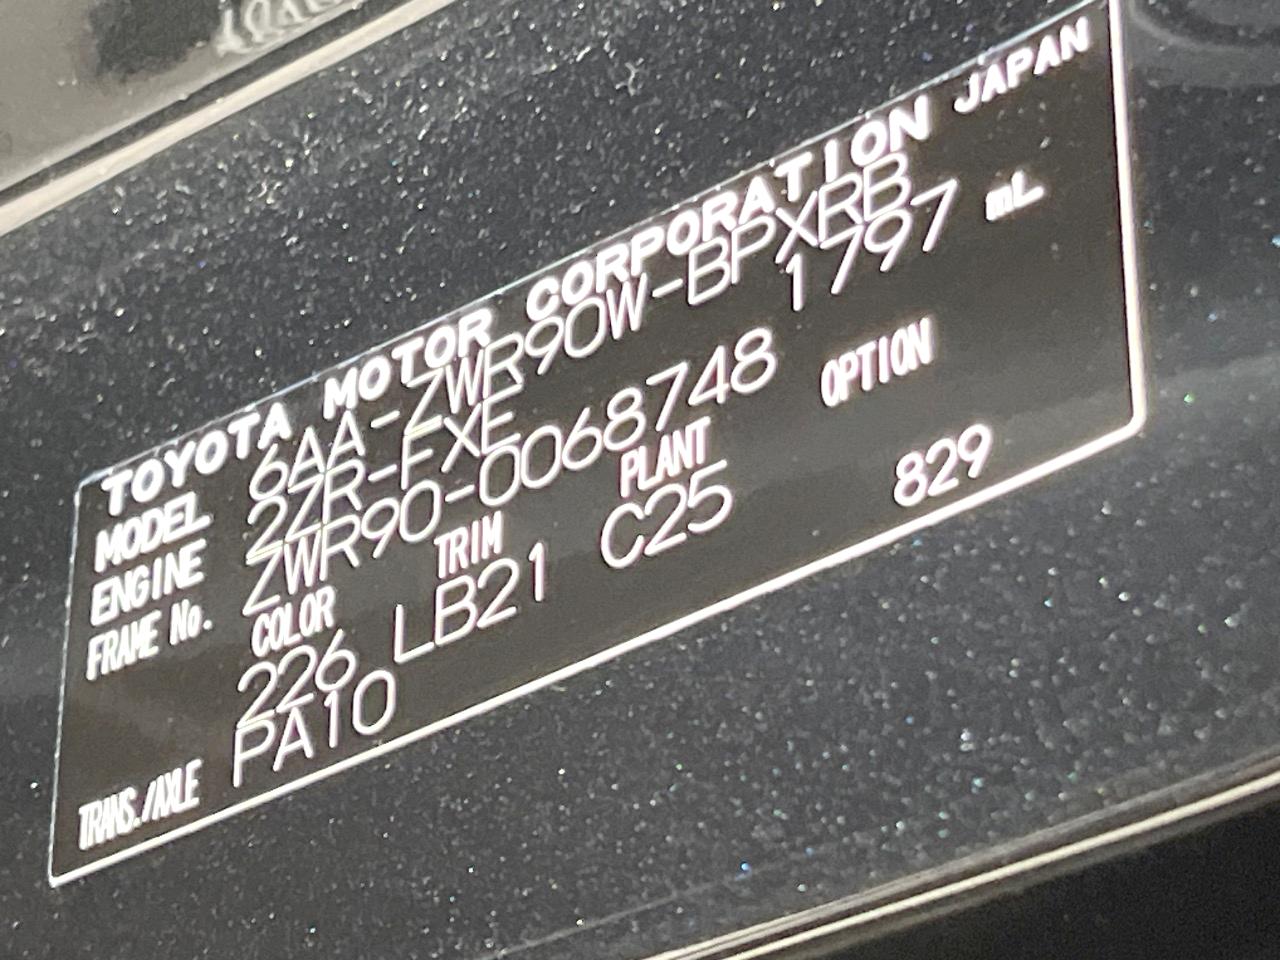 TOYOTA MOTOR CORPORATION JAPAN
MODEL 6AA-ZWR90W-BPXRB
ENGINE 2ZR-FXE 1797 mL
FRAME No. ZWR90-0068748
COLOR TRIM PLANT OPTION
226 LB21 C25 829
TRANS./AXLE PA10